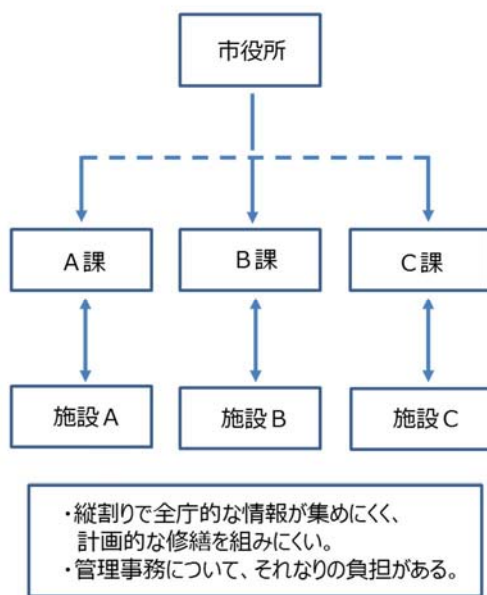 市役所
A課
B課
C課
施設A
施設B
施設C
・縦割りで全庁的な情報が集めにくく、
計画的な修繕を組みにくい。
・管理事務について、それなりの負担がある。